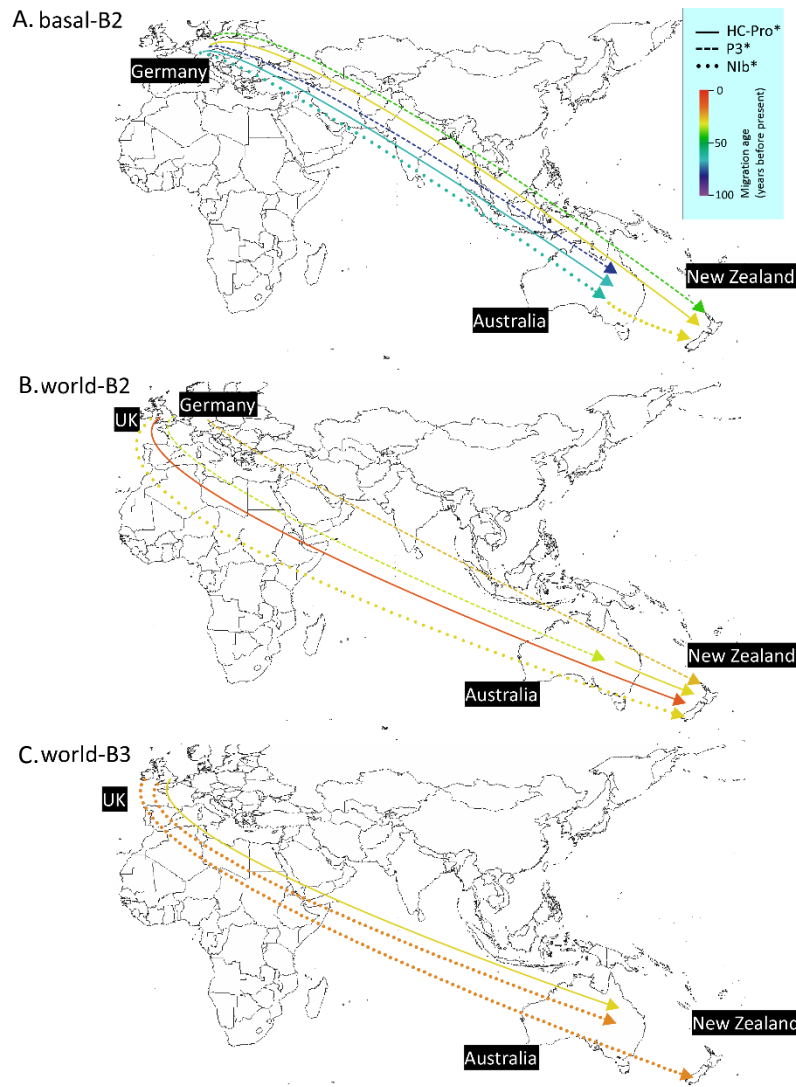 A. basal-B2
HC-Pro*
P3*
NIb*
Germany
0
50
100
Migration age
(years before present)
New Zealand
Australia
B. world-B2
Germany
UK
New Zealand
Australia
C. world-B3
UK
New Zealand
Australia